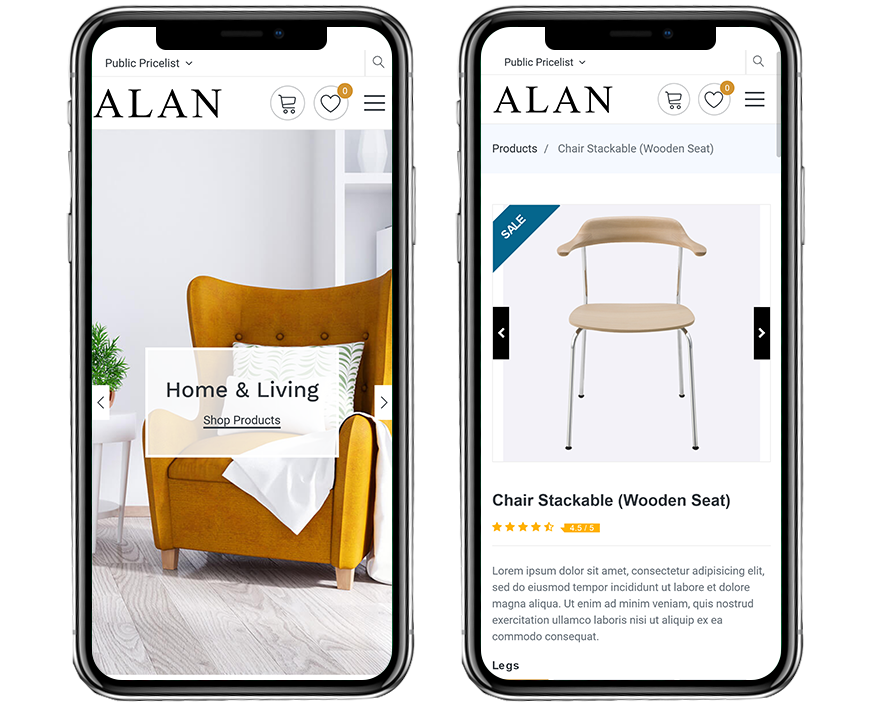 Public Pricelist
ALAN
0
Home & Living
Shop Products
Public Pricelist
ALAN
0
Products / Chair Stackable (Wooden Seat)
SALE
Chair Stackable (Wooden Seat)
4.5 / 5
Lorem ipsum dolor sit amet, consectetur adipisicing elit,
sed do eiusmod tempor incididunt ut labore et dolore
magna aliqua. Ut enim ad minim veniam, quis nostrud
exercitation ullamco laboris nisi ut aliquip ex ea
commodo consequat.
Legs